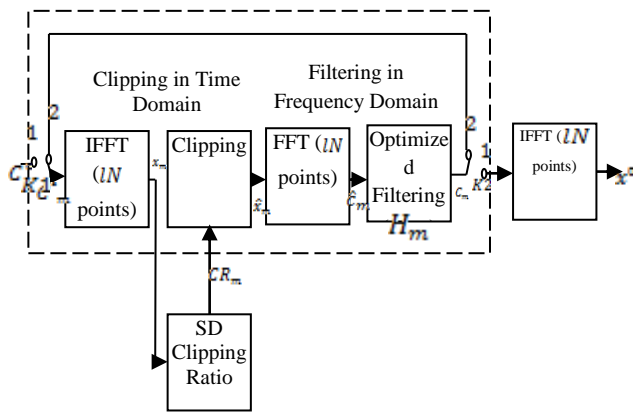 Clipping in Time
Domain
Filtering in
Frequency Domain
2
1
2
1
IFFT
(lN
points)
x_m
Clipping
x̂_m
FFT (lN
points)
ĉ_m
Optimize
d
Filtering
H_m
C_m
K2
IFFT (lN
points)
CR_m
SD
Clipping
Ratio